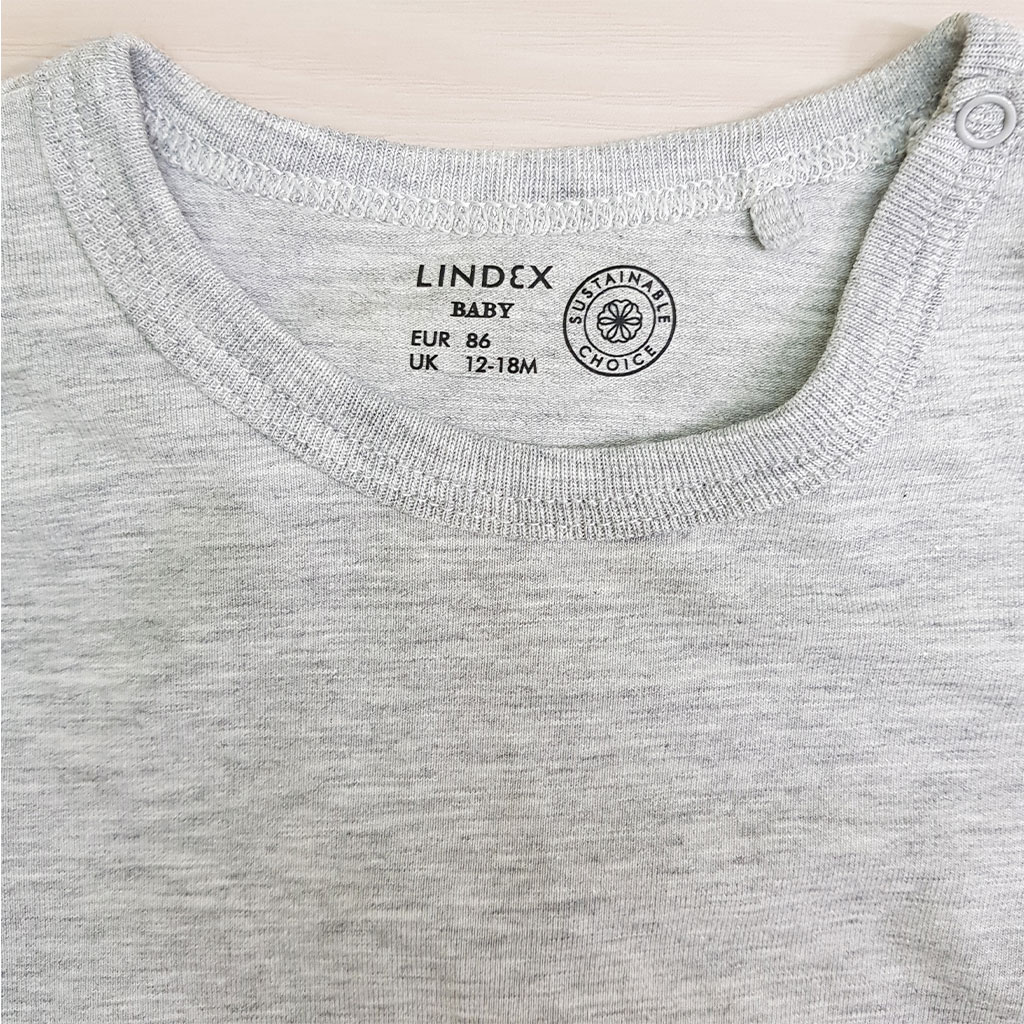 LINDEX
BABY
EUR 86
UK 12-18M
SUSTAINABLE
CHOICE